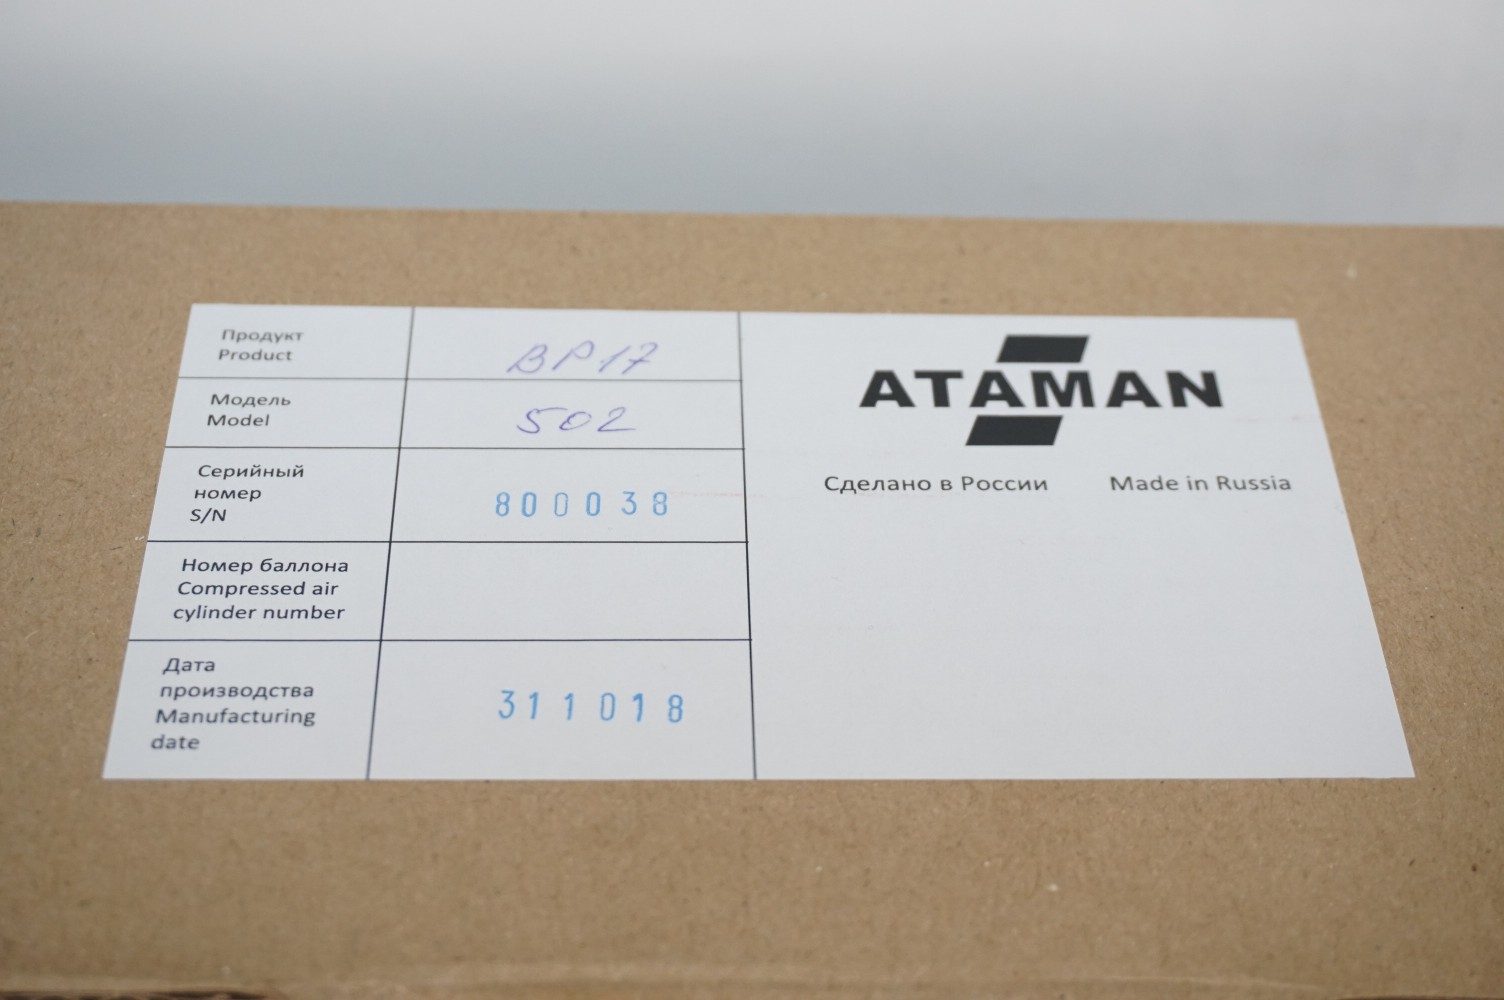 Продукт
Product
BP17
Модель
Model
502
Серийный
номер
S/N
800038
Номер баллона
Compressed air
cylinder number
Дата
производства
Manufacturing
date
311018
ATAMAN
Сделано в России Made in Russia